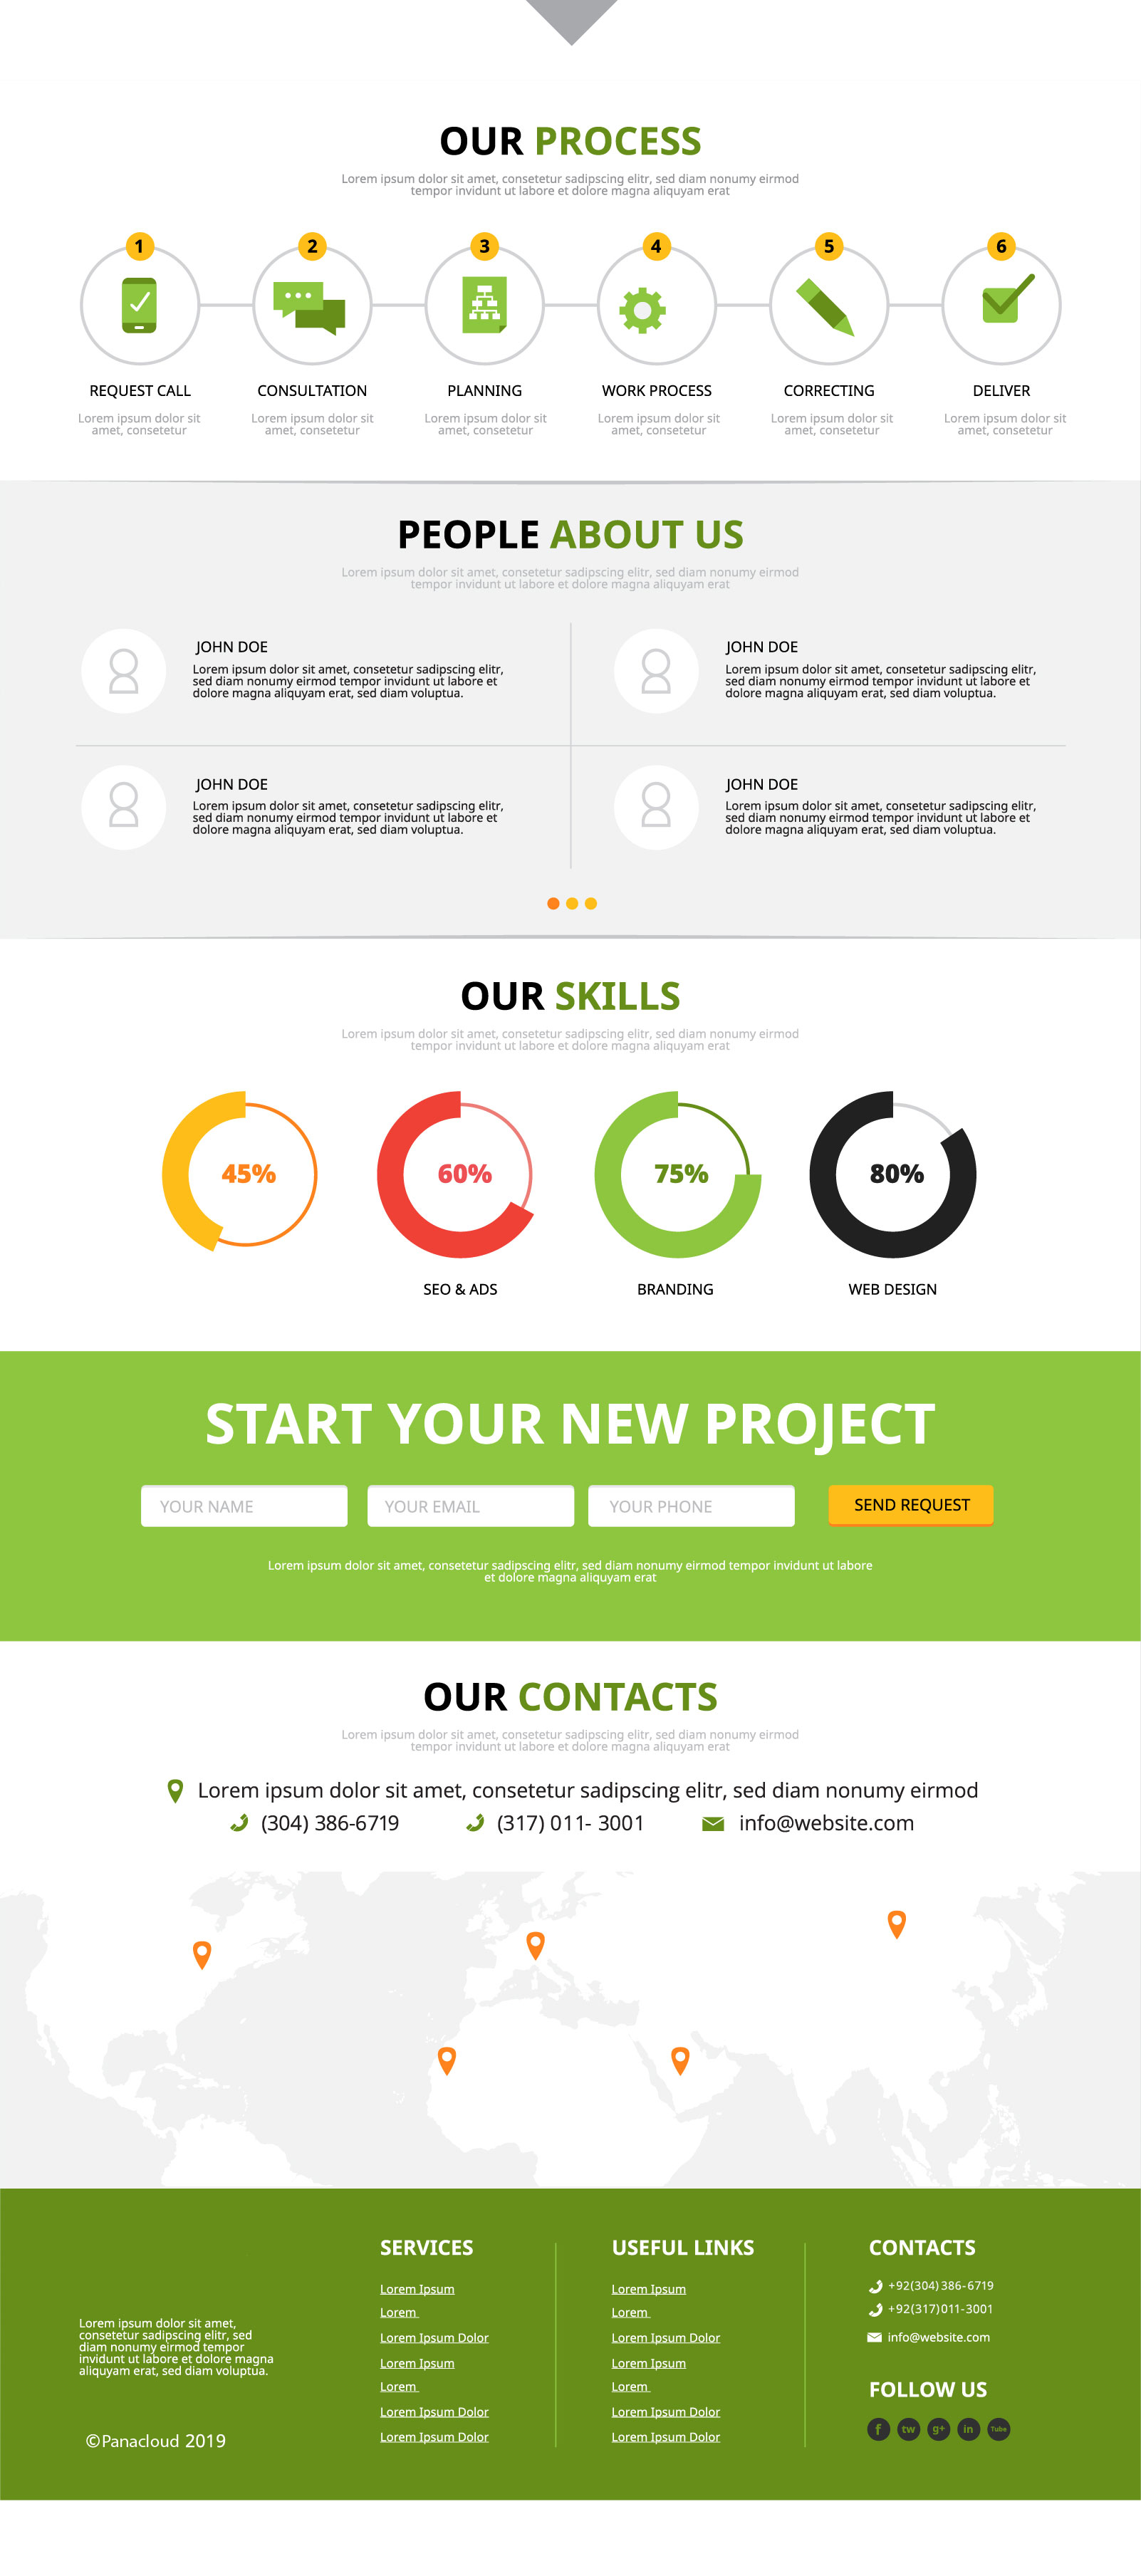 OUR PROCESS
Lorem ipsum dolor sit amet, consetetur sadipscing elitr, sed diam nonumy eirmod
tempor invidunt ut labore et dolore magna aliquyam erat
1 2 3 4 5 6
REQUEST CALL CONSULTATION PLANNING WORK PROCESS CORRECTING DELIVER
Lorem ipsum dolor sit Lorem ipsum dolor sit Lorem ipsum dolor sit Lorem ipsum dolor sit Lorem ipsum dolor sit Lorem ipsum dolor sit
amet, consetetur amet, consetetur amet, consetetur amet, consetetur amet, consetetur amet, consetetur
PEOPLE ABOUT US
Lorem ipsum dolor sit amet, consetetur sadipscing elitr, sed diam nonumy eirmod
tempor invidunt ut labore et dolore magna aliquyam erat
JOHN DOE
Lorem ipsum dolor sit amet, consetetur sadipscing elitr,
sed diam nonumy eirmod tempor invidunt ut labore et
dolore magna aliquyam erat, sed diam voluptua.
JOHN DOE
Lorem ipsum dolor sit amet, consetetur sadipscing elitr,
sed diam nonumy eirmod tempor invidunt ut labore et
dolore magna aliquyam erat, sed diam voluptua.
JOHN DOE
Lorem ipsum dolor sit amet, consetetur sadipscing elitr,
sed diam nonumy eirmod tempor invidunt ut labore et
dolore magna aliquyam erat, sed diam voluptua.
JOHN DOE
Lorem ipsum dolor sit amet, consetetur sadipscing elitr,
sed diam nonumy eirmod tempor invidunt ut labore et
dolore magna aliquyam erat, sed diam voluptua.
OUR SKILLS
Lorem ipsum dolor sit amet, consetetur sadipscing elitr, sed diam nonumy eirmod
tempor invidunt ut labore et dolore magna aliquyam erat
45% 60% 75% 80%
SEO & ADS BRANDING WEB DESIGN
START YOUR NEW PROJECT
YOUR NAME YOUR EMAIL YOUR PHONE SEND REQUEST
Lorem ipsum dolor sit amet, consetetur sadipscing elitr, sed diam nonumy eirmod tempor invidunt ut labore
et dolore magna aliquyam erat
OUR CONTACTS
Lorem ipsum dolor sit amet, consetetur sadipscing elitr, sed diam nonumy eirmod
tempor invidunt ut labore et dolore magna aliquyam erat
Lorem ipsum dolor sit amet, consetetur sadipscing elitr, sed diam nonumy eirmod
(304) 386-6719 (317) 011- 3001 info@website.com
Lorem ipsum dolor sit amet,
consetetur sadipscing elitr, sed
diam nonumy eirmod tempor
invidunt ut labore et dolore magna
aliquyam erat, sed diam voluptua.
©Panacloud 2019
SERVICES
Lorem Ipsum
Lorem
Lorem Ipsum Dolor
Lorem Ipsum
Lorem
Lorem Ipsum Dolor
Lorem Ipsum Dolor
USEFUL LINKS
Lorem Ipsum
Lorem
Lorem Ipsum Dolor
Lorem Ipsum
Lorem
Lorem Ipsum Dolor
Lorem Ipsum Dolor
CONTACTS
+92(304) 386-6719
+92(317)011-3001
info@website.com
FOLLOW US
f tw g+ in Tube